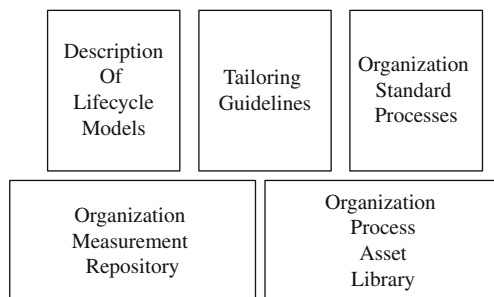 Description
Of
Lifecycle
Models
Tailoring
Guidelines
Organization
Standard
Processes
Organization
Measurement
Repository
Organization
Process
Asset
Library